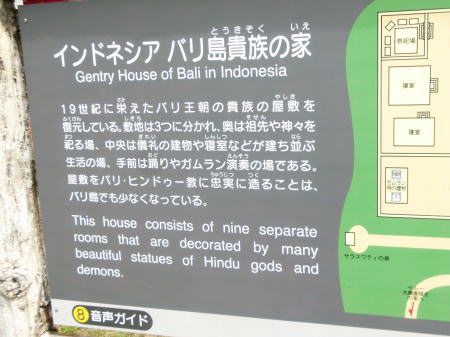 インドネシア バリ島貴族の家
Gentry House of Bali in Indonesia
19世紀に栄えたバリ王朝の貴族の屋敷を
復元している。敷地は3つに分かれ、奥は祖先や神々を
祀る場、中央は儀礼の建物や寝室などが建ち並ぶ
生活の場、手前は踊りやガムラン演奏の場である。
屋敷をバリ・ヒンドゥー教に忠実に造ることは、
バリ島でも少なくなっている。
This house consists of nine separate
rooms that are decorated by many
beautiful statues of Hindu gods and
demons.
8 音声ガイド
祭祀場
寝室
寝室
ガムラン
サラスワティの泉